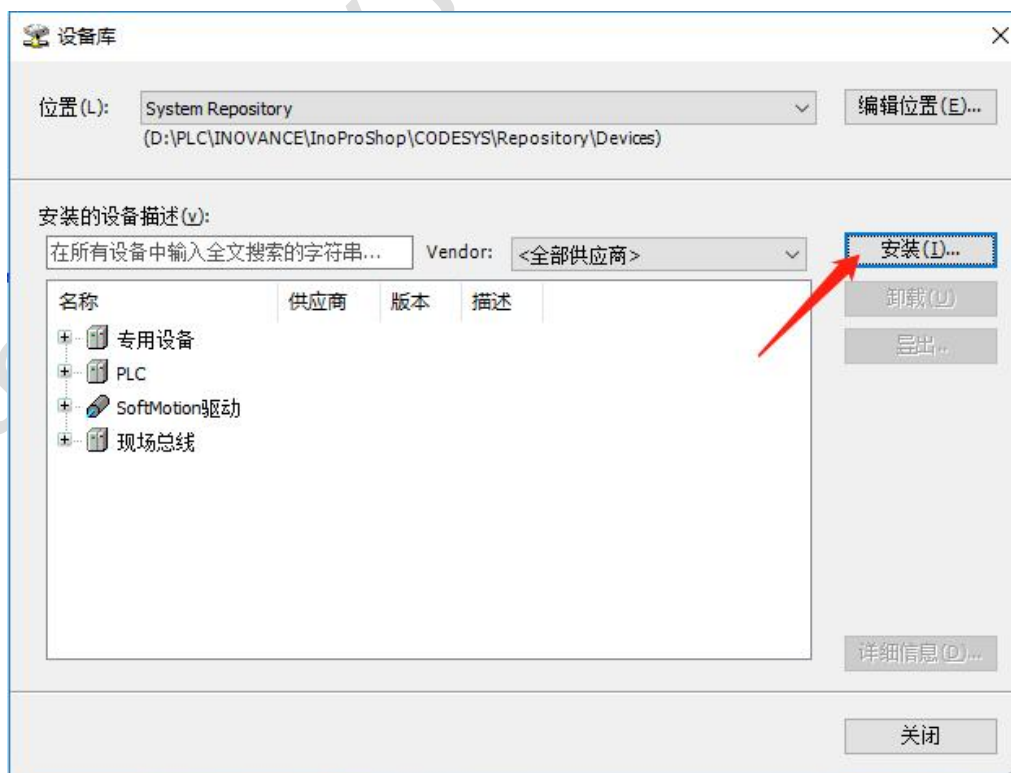 设备库
位置(L): System Repository 编辑位置(E)...
(D:\PLC\INOVANCE\InoProShop\CODESYS\Repository\Devices)
安装的设备描述(v):
在所有设备中输入全文搜索的字符串... Vendor: <全部供应商> 安装(I)...
名称 供应商 版本 描述 卸载(U)
专用设备 导出..
PLC
SoftMotion驱动
现场总线
详细信息(D)...
关闭